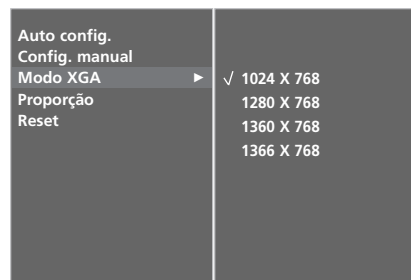 Auto config.
Config. manual
Modo XGA ►
Proporção
Reset
√ 1024 X 768
1280 X 768
1360 X 768
1366 X 768